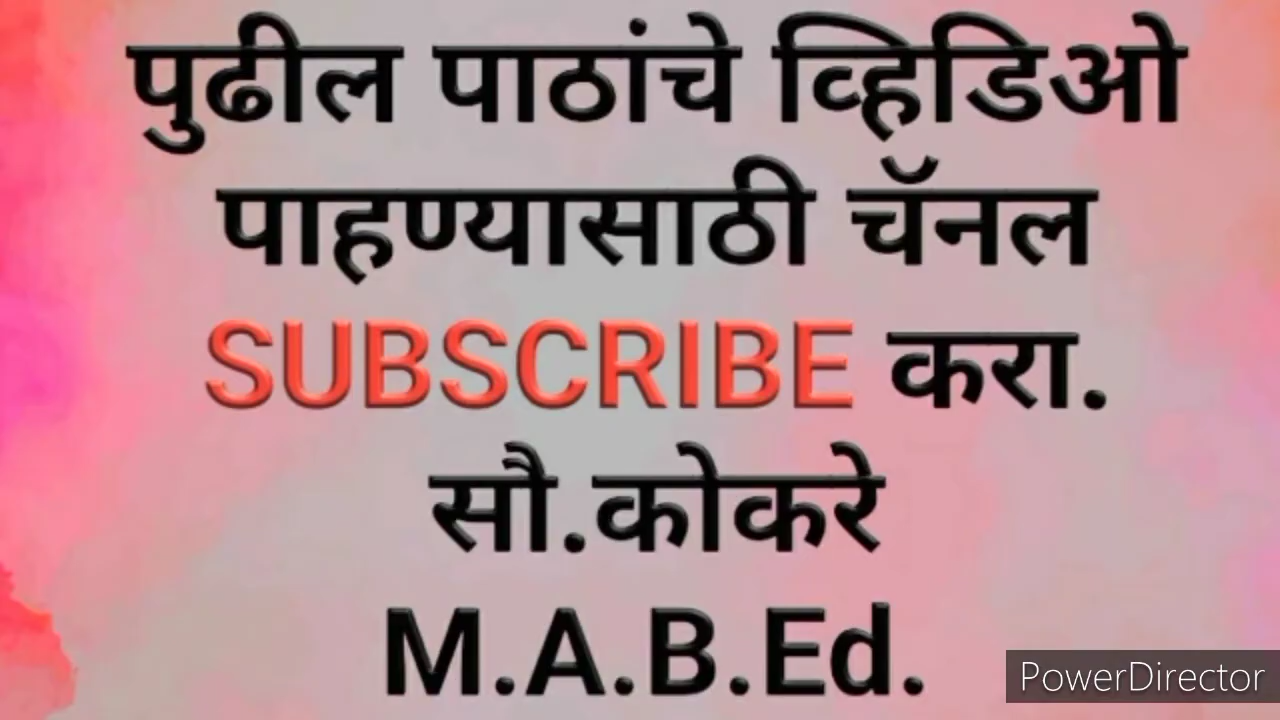 पुढील पाठांचे व्हिडिओ
पाहण्यासाठी चॅनल
SUBSCRIBE करा.
सौ.कोकरे
M.A.B.Ed.
PowerDirector